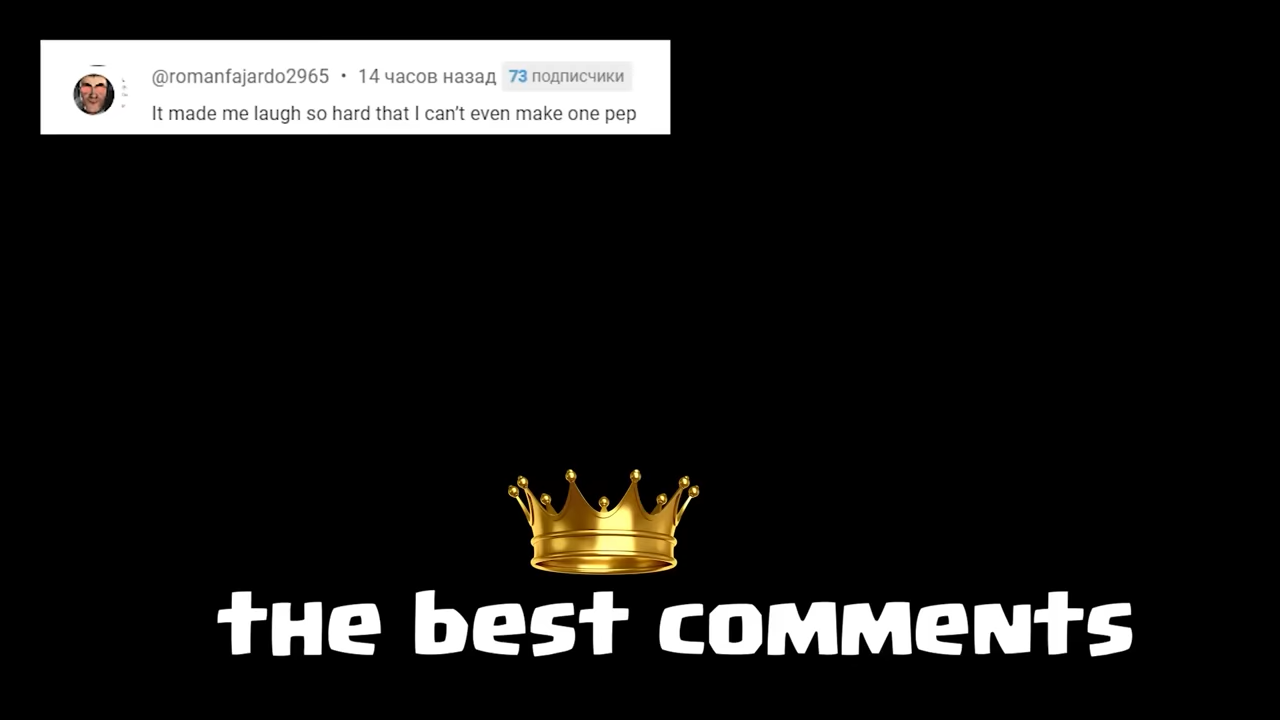 @romanfajardo2965 • 14 часов назад 73 подписчики
It made me laugh so hard that I can’t even make one pep
the best comments